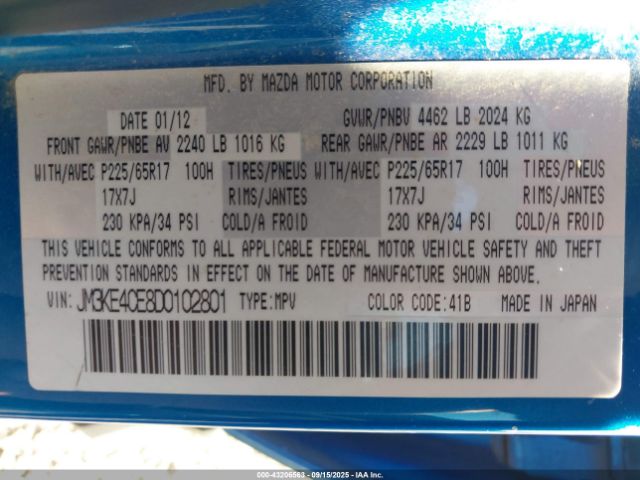 MFD. BY MAZDA MOTOR CORPORATION
DATE 01/12 GVWR/PNBV 4462 LB 2024 KG
FRONT GAWR/PNBE AV 2240 LB 1016 KG REAR GAWR/PNBE AR 2229 LB 1011 KG
WITH/AVEC P225/65R17 100H TIRES/PNEUS WITH/AVEC P225/65R17 100H TIRES/PNEUS
17X7J RIMS/JANTES 17X7J RIMS/JANTES
230 KPA/34 PSI COLD/A FROID 230 KPA/34 PSI COLD/A FROID
THIS VEHICLE CONFORMS TO ALL APPLICABLE FEDERAL MOTOR VEHICLE SAFETY AND THEFT
PREVENTION STANDARDS IN EFFECT ON THE DATE OF MANUFACTURE SHOWN ABOVE.
VIN: JM3KE4CE8D0102801 TYPE:MPV COLOR CODE:41B MADE IN JAPAN
000-43206563 - 09/15/2025 - IAAI.com